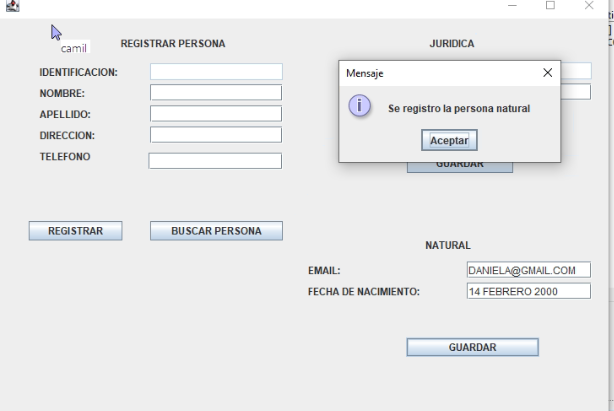 camil
REGISTRAR PERSONA
IDENTIFICACION:
NOMBRE:
APELLIDO:
DIRECCION:
TELEFONO
REGISTRAR
BUSCAR PERSONA
JURIDICA
Mensaje
Se registro la persona natural
Aceptar
GUARDAR
NATURAL
EMAIL: DANIELA@GMAIL.COM
FECHA DE NACIMIENTO: 14 FEBRERO 2000
GUARDAR